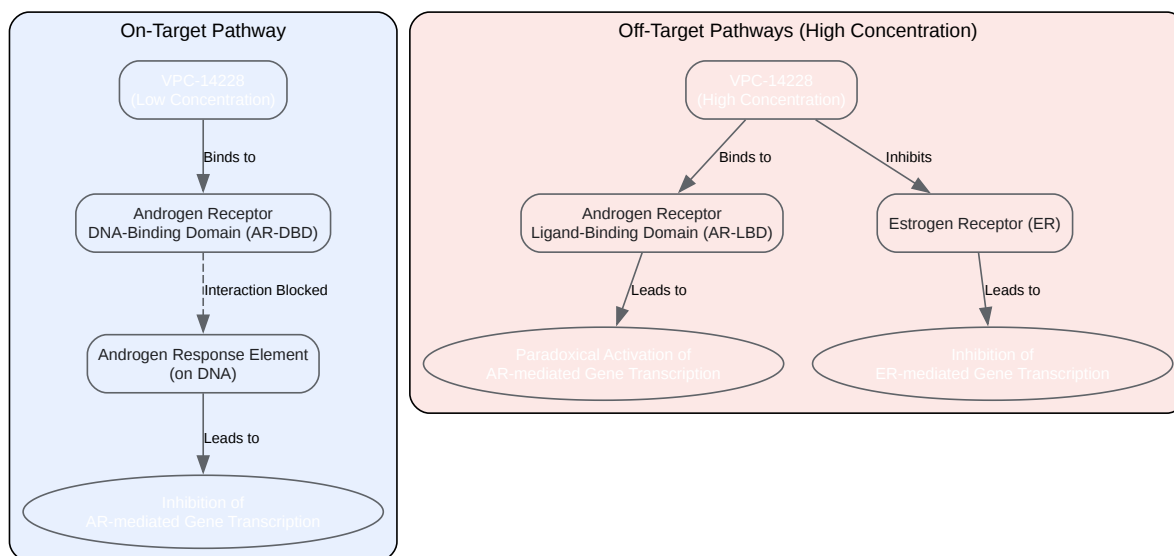 On-Target Pathway
VPC-14228
(Low Concentration)
Binds to
Androgen Receptor
DNA-Binding Domain (AR-DBD)
Interaction Blocked
Androgen Response Element
(on DNA)
Leads to
Inhibition of
AR-mediated Gene Transcription
Off-Target Pathways (High Concentration)
VPC-14228
(High Concentration)
Binds to
Inhibits
Androgen Receptor
Ligand-Binding Domain (AR-LBD)
Estrogen Receptor (ER)
Leads to
Leads to
Paradoxical Activation of
AR-mediated Gene Transcription
Inhibition of
ER-mediated Gene Transcription